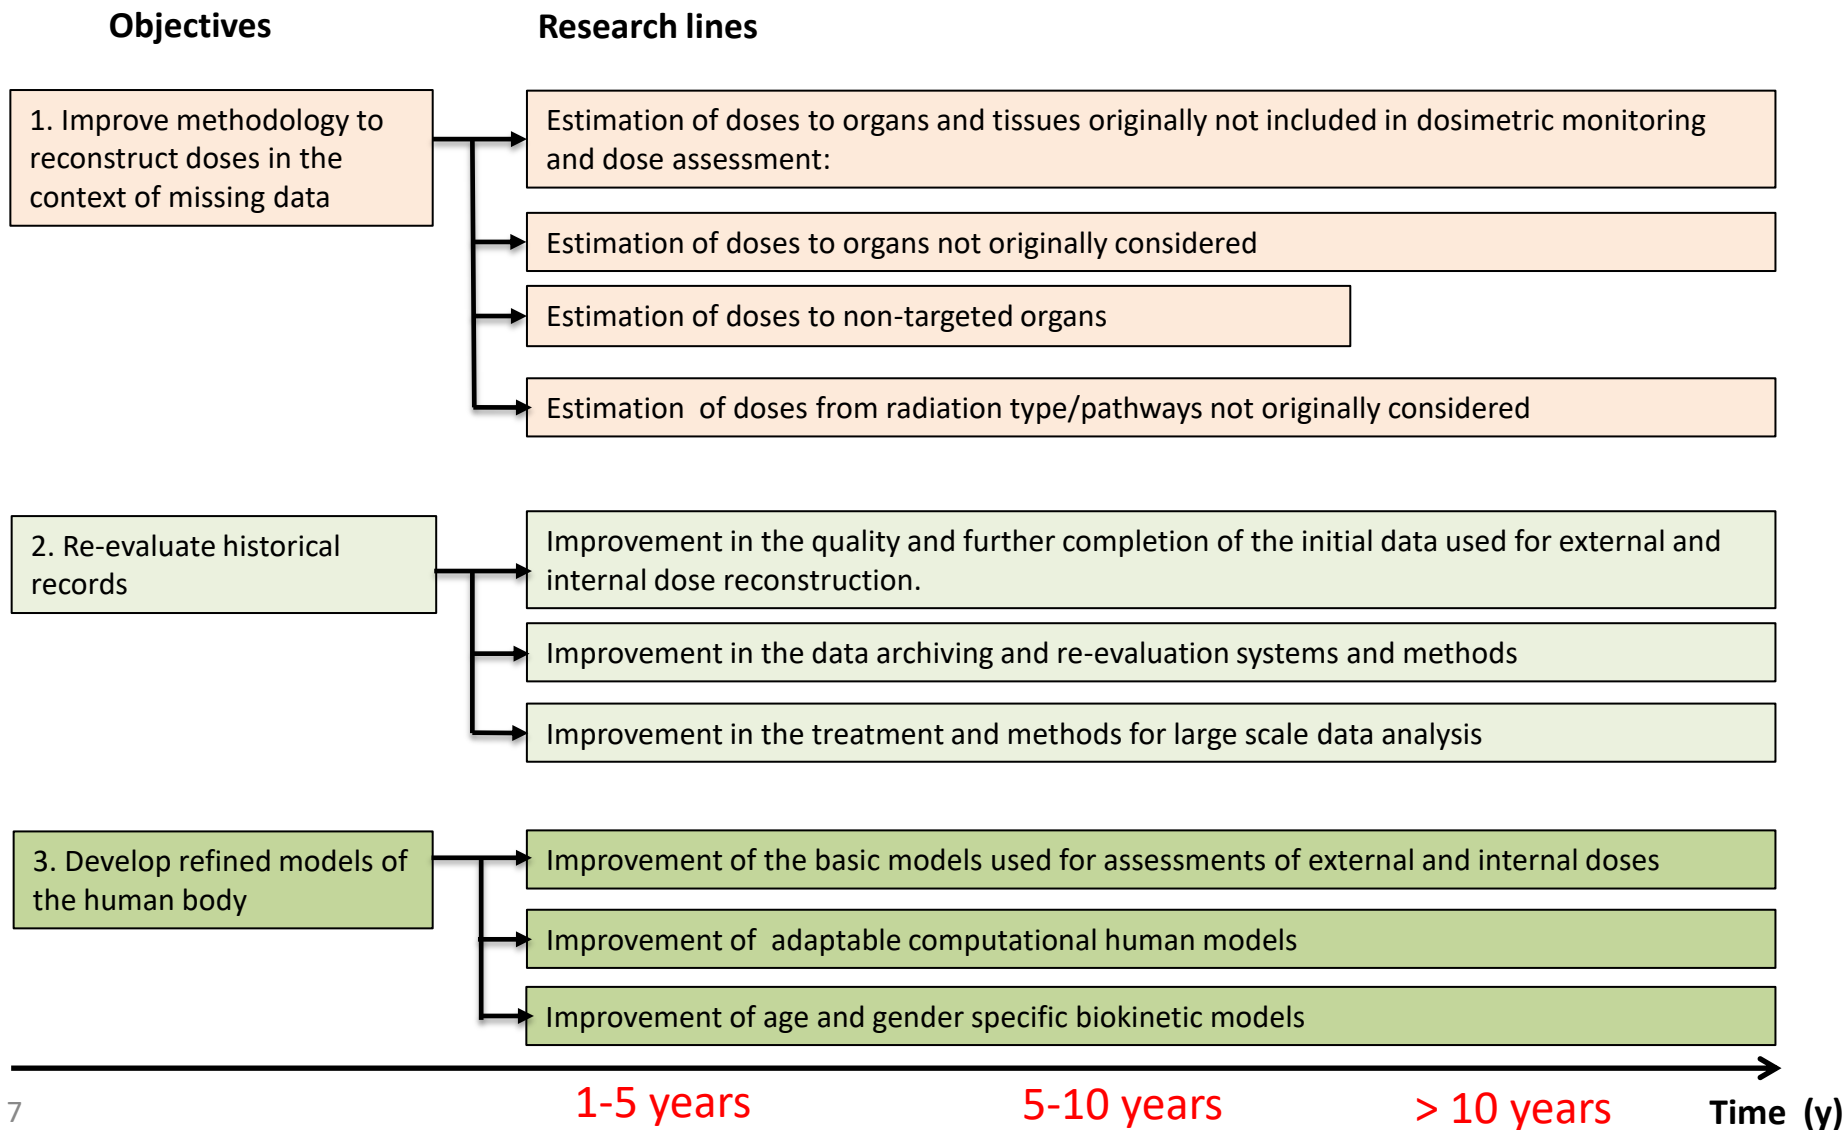 Objectives
Research lines
1. Improve methodology to
reconstruct doses in the
context of missing data
Estimation of doses to organs and tissues originally not included in dosimetric monitoring
and dose assessment:
Estimation of doses to organs not originally considered
Estimation of doses to non-targeted organs
Estimation  of doses from radiation type/pathways not originally considered
2. Re-evaluate historical
records
Improvement in the quality and further completion of the initial data used for external and
internal dose reconstruction.
Improvement in the data archiving and re-evaluation systems and methods
Improvement in the treatment and methods for large scale data analysis
3. Develop refined models of
the human body
Improvement of the basic models used for assessments of external and internal doses
Improvement of  adaptable computational human models
Improvement of age and gender specific biokinetic models
1-5 years
5-10 years
> 10 years
Time  (y)
7